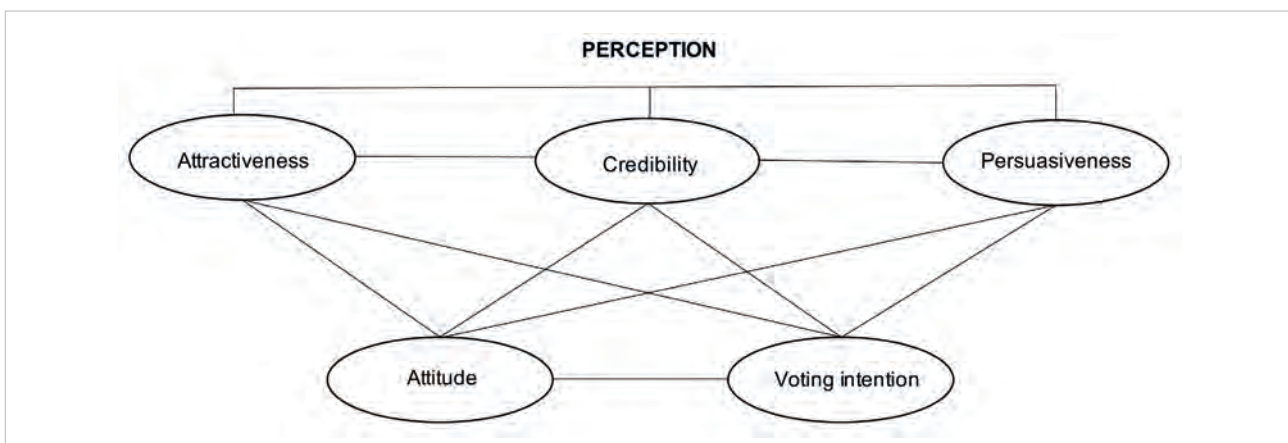 PERCEPTION
Attractiveness
Credibility
Persuasiveness
Attitude
Voting intention